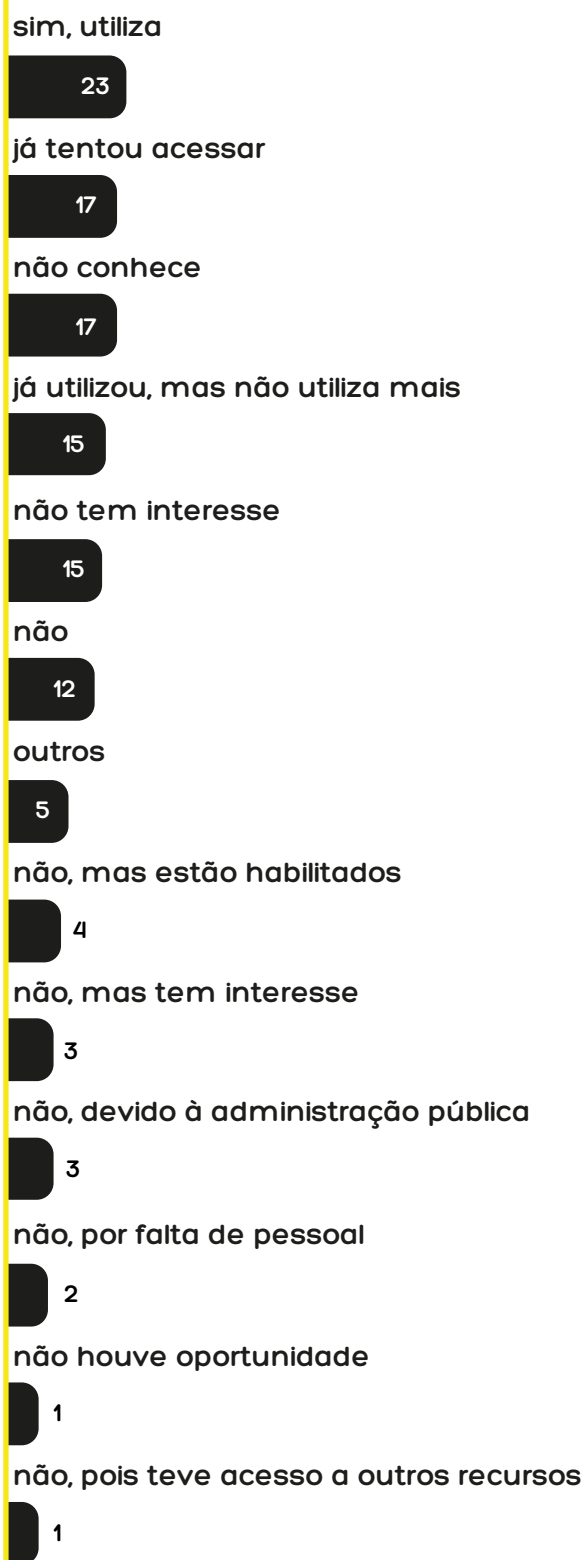 sim, utiliza
23
já tentou acessar
17
não conhece
17
já utilizou, mas não utiliza mais
15
não tem interesse
15
não
12
outros
5
não, mas estão habilitados
4
não, mas tem interesse
3
não, devido à administração pública
3
não, por falta de pessoal
2
não houve oportunidade
1
não, pois teve acesso a outros recursos
1